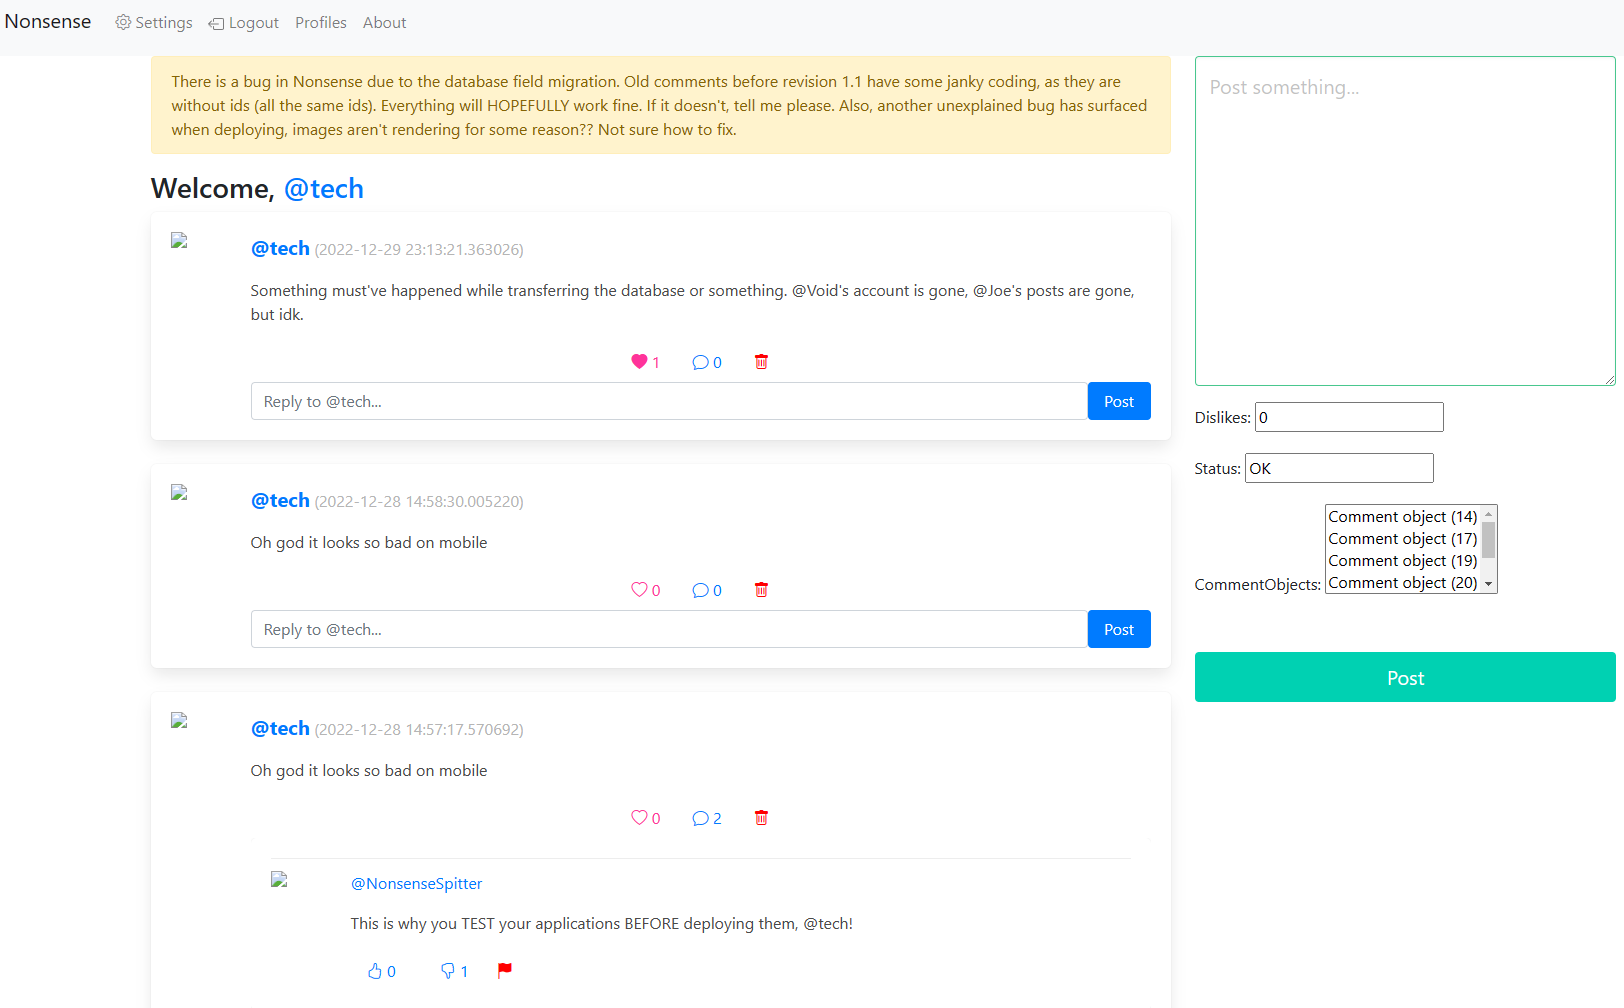 Nonsense Settings Logout Profiles About
There is a bug in Nonsense due to the database field migration. Old comments before revision 1.1 have some janky coding, as they are
without ids (all the same ids). Everything will HOPEFULLY work fine. If it doesn't, tell me please. Also, another unexplained bug has surfaced
when deploying, images aren't rendering for some reason?? Not sure how to fix.
Welcome, @tech
@tech (2022-12-29 23:13:21.363026)
Something must've happened while transferring the database or something. @Void's account is gone, @Joe's posts are gone,
but idk.
1 0
Reply to @tech... Post
@tech (2022-12-28 14:58:30.005220)
Oh god it looks so bad on mobile
0 0
Reply to @tech... Post
@tech (2022-12-28 14:57:17.570692)
Oh god it looks so bad on mobile
0 2
@NonsenseSpitter
This is why you TEST your applications BEFORE deploying them, @tech!
0 1
Post something...
Dislikes: 0
Status: OK
Comment object (14)
Comment object (17)
Comment object (19)
CommentObjects: Comment object (20)
Post